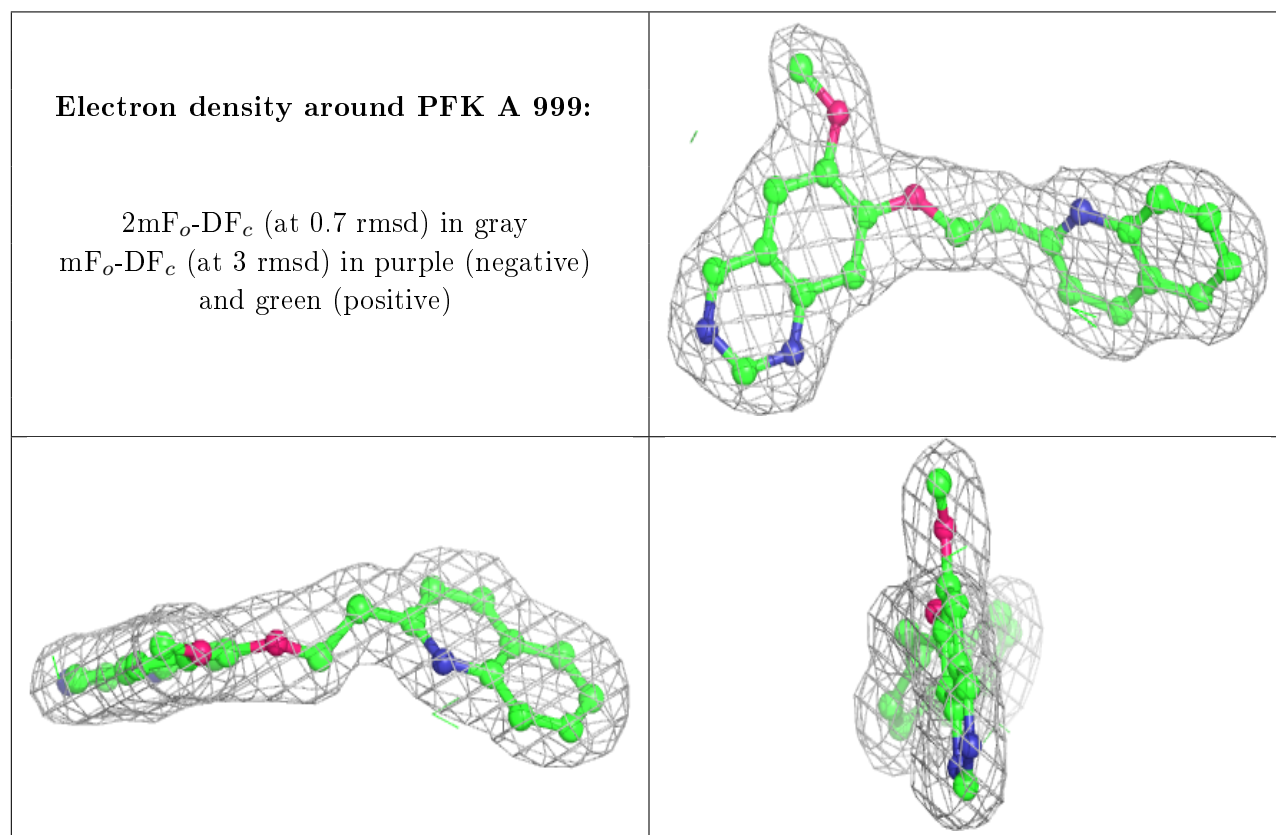 Electron density around PFK A 999:
2mFo-DFc (at 0.7 rmsd) in gray
mFo-DFc (at 3 rmsd) in purple (negative)
and green (positive)